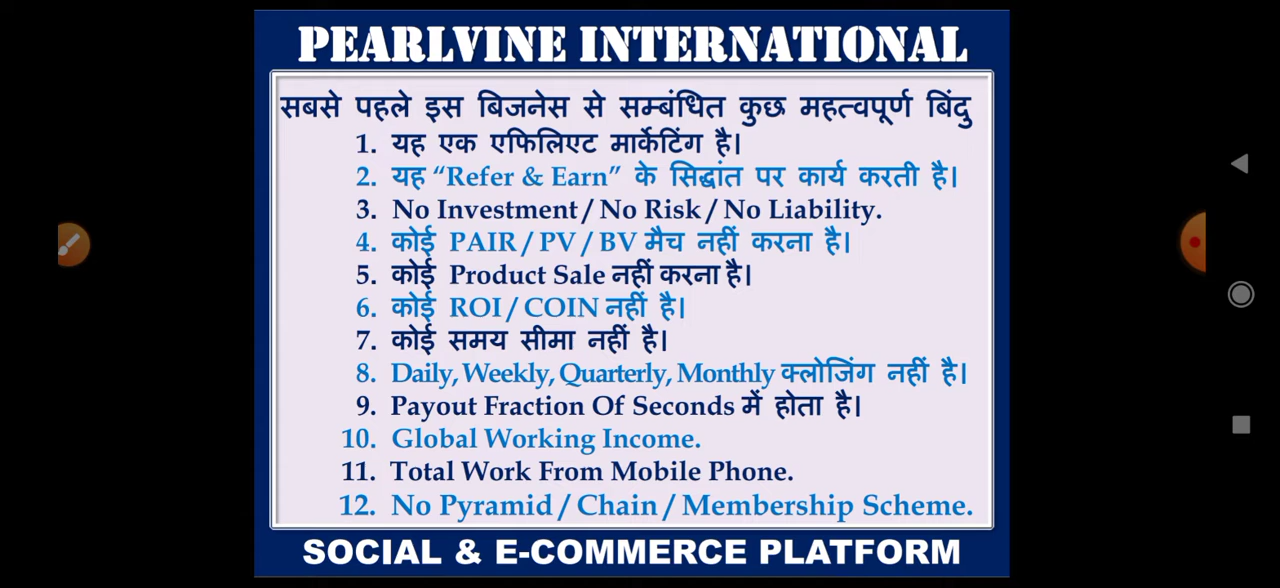 PEARLVINE INTERNATIONAL
सबसे पहले इस बिजनेस से सम्बंधित कुछ महत्वपूर्ण बिंदु
1. यह एक एफिलिएट मार्केटिंग है।
2. यह “Refer & Earn” के सिद्धांत पर कार्य करती है।
3. No Investment / No Risk / No Liability.
4. कोई PAIR / PV / BV मैच नहीं करना है।
5. कोई Product Sale नहीं करना है।
6. कोई ROI / COIN नहीं है।
7. कोई समय सीमा नहीं है।
8. Daily, Weekly, Quarterly, Monthly क्लोजिंग नहीं है।
9. Payout Fraction Of Seconds में होता है।
10. Global Working Income.
11. Total Work From Mobile Phone.
12. No Pyramid / Chain / Membership Scheme.
SOCIAL & E-COMMERCE PLATFORM